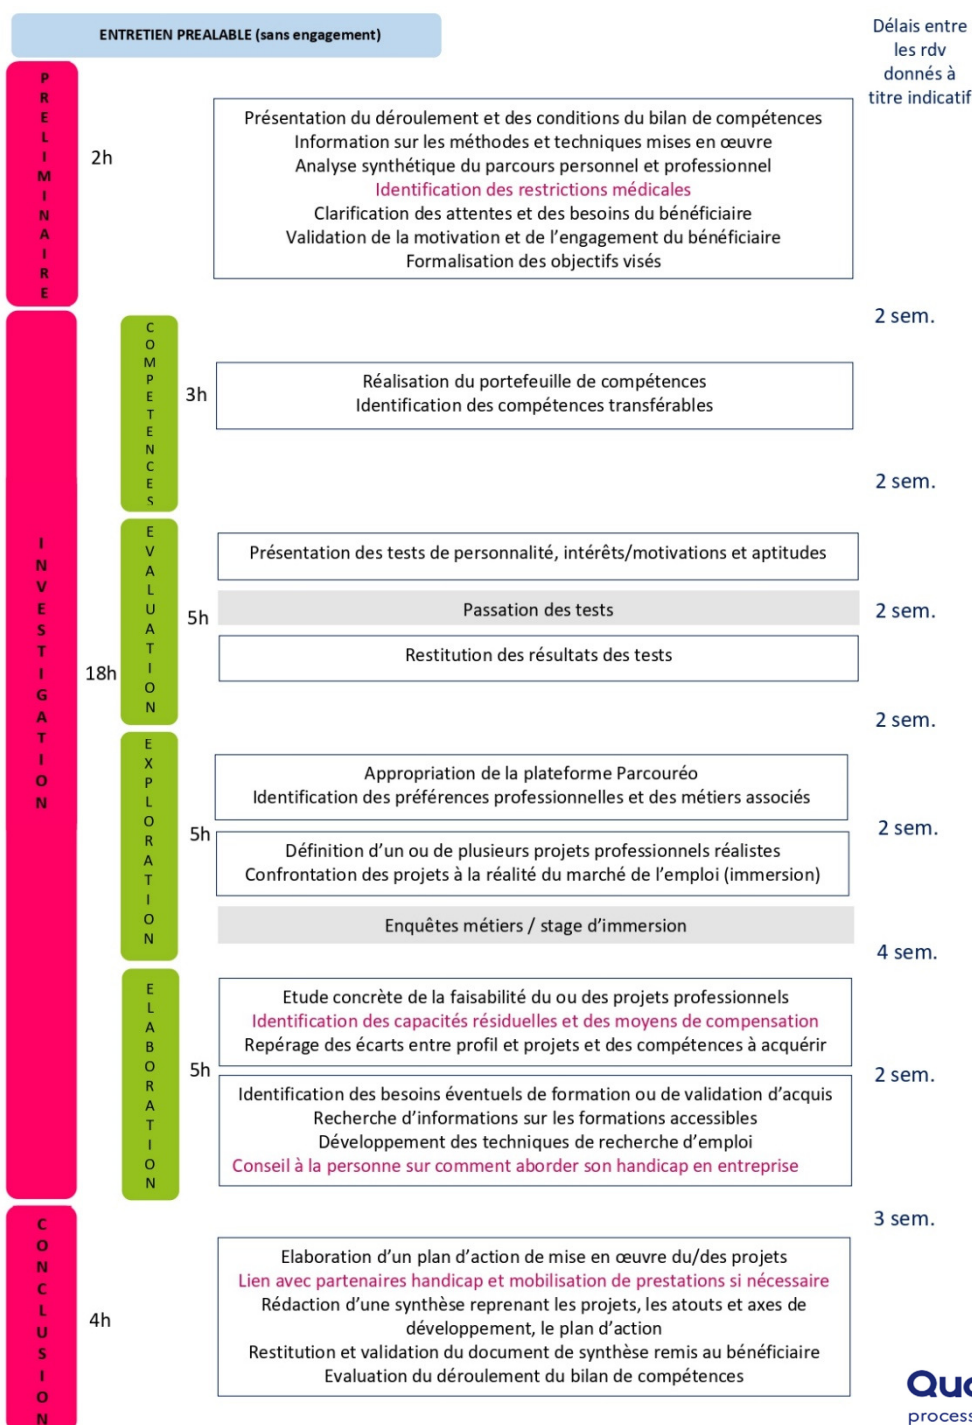 ENTRETIEN PREALABLE (sans engagement)
Délais entre
les rdv
donnés à
titre indicatif
PRELIMINAIRE
2h
Présentation du déroulement et des conditions du bilan de compétences
Information sur les méthodes et techniques mises en œuvre
Analyse synthétique du parcours personnel et professionnel
Identification des restrictions médicales
Clarification des attentes et des besoins du bénéficiaire
Validation de la motivation et de l’engagement du bénéficiaire
Formalisation des objectifs visés
2 sem.
INVESTIGATION
18h
COMPETENCES
3h
Réalisation du portefeuille de compétences
Identification des compétences transférables
2 sem.
EVALUATION
5h
Présentation des tests de personnalité, intérêts/motivations et aptitudes
Passation des tests
2 sem.
Restitution des résultats des tests
2 sem.
EXPLORATION
5h
Appropriation de la plateforme Parcouréo
Identification des préférences professionnelles et des métiers associés
2 sem.
Définition d’un ou de plusieurs projets professionnels réalistes
Confrontation des projets à la réalité du marché de l’emploi (immersion)
Enquêtes métiers / stage d’immersion
4 sem.
ELABORATION
5h
Etude concrète de la faisabilité du ou des projets professionnels
Identification des capacités résiduelles et des moyens de compensation
Repérage des écarts entre profil et projets et des compétences à acquérir
2 sem.
Identification des besoins éventuels de formation ou de validation d’acquis
Recherche d’informations sur les formations accessibles
Développement des techniques de recherche d’emploi
Conseil à la personne sur comment aborder son handicap en entreprise
3 sem.
CONCLUSION
4h
Elaboration d’un plan d’action de mise en œuvre du/des projets
Lien avec partenaires handicap et mobilisation de prestations si nécessaire
Rédaction d’une synthèse reprenant les projets, les atouts et axes de
développement, le plan d’action
Restitution et validation du document de synthèse remis au bénéficiaire
Evaluation du déroulement du bilan de compétences